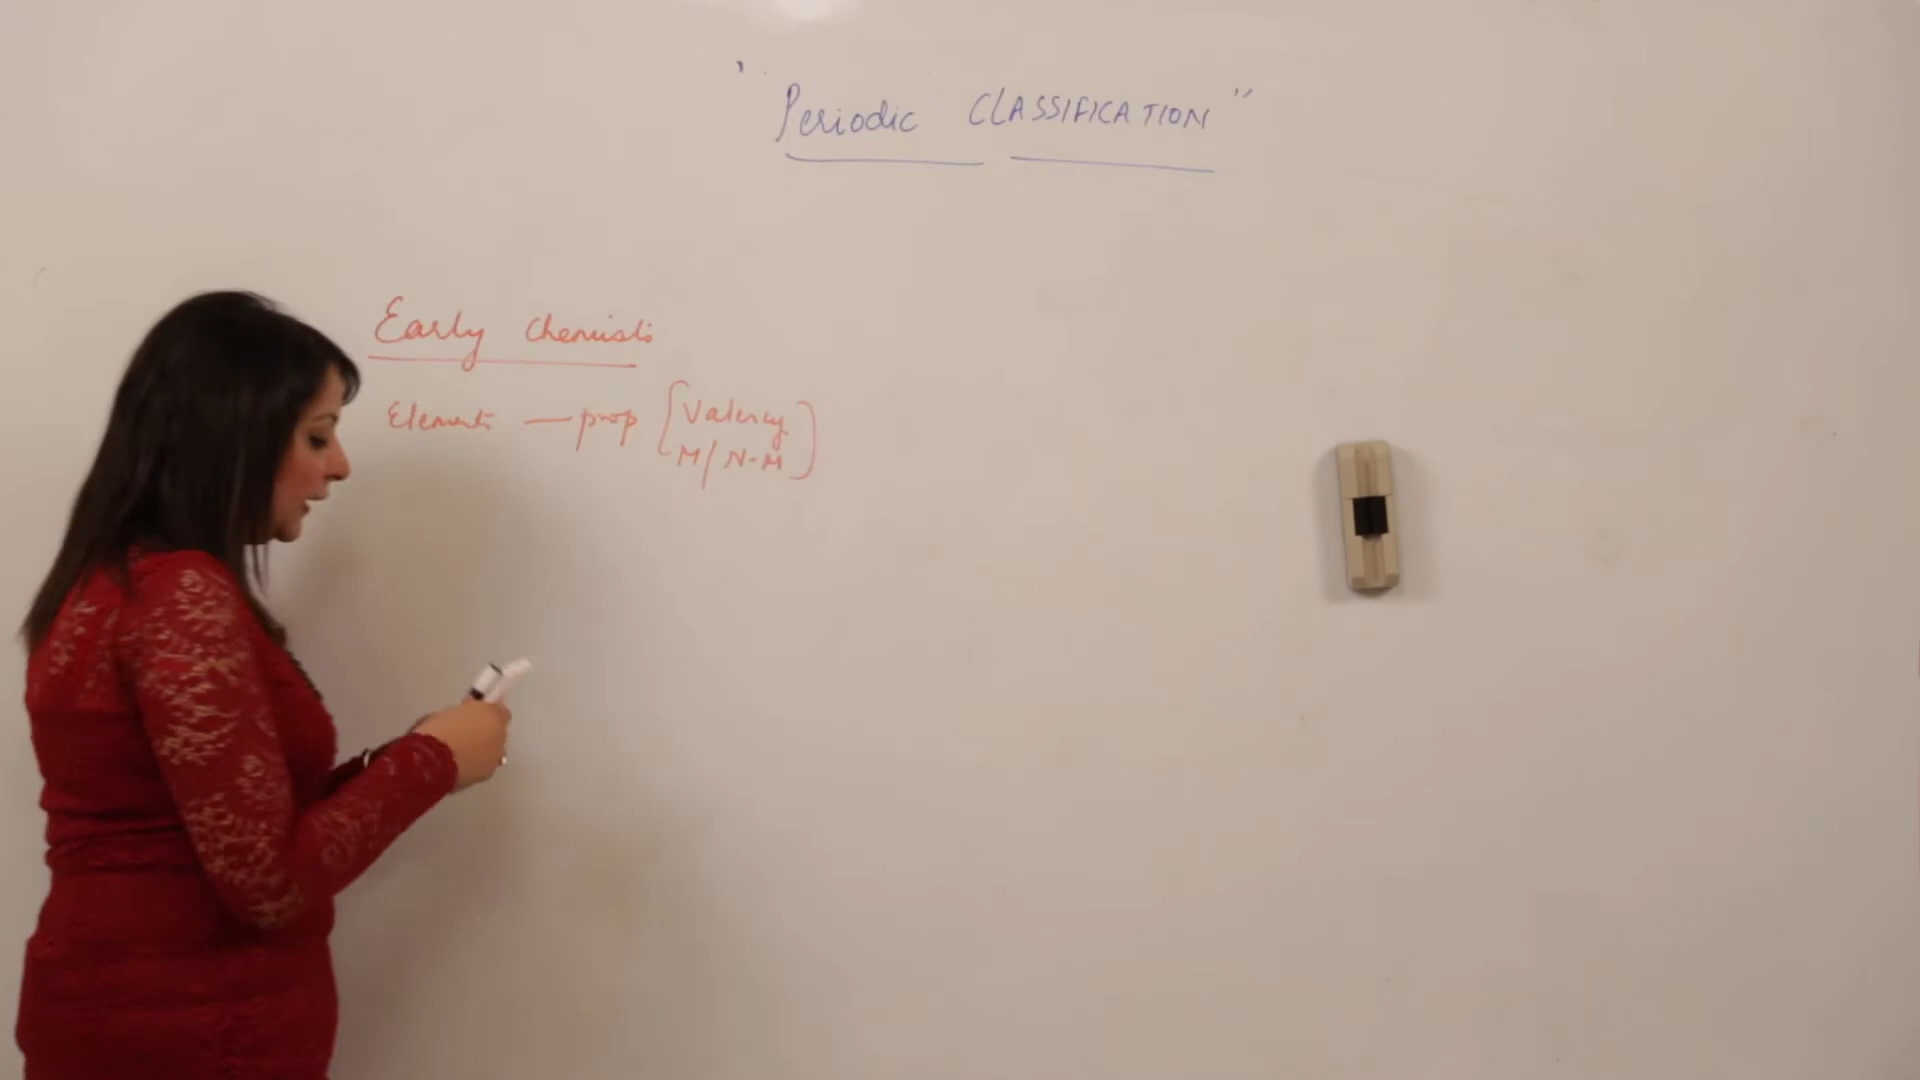 " Periodic CLASSIFICATION "
Early Chemists
Elements — prop [Valency
M/N-M]